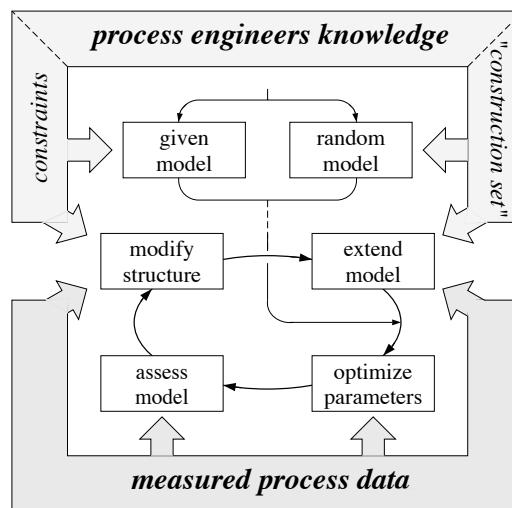 process engineers knowledge
constraints
"construction set"
given
model
random
model
modify
structure
extend
model
assess
model
optimize
parameters
measured process data